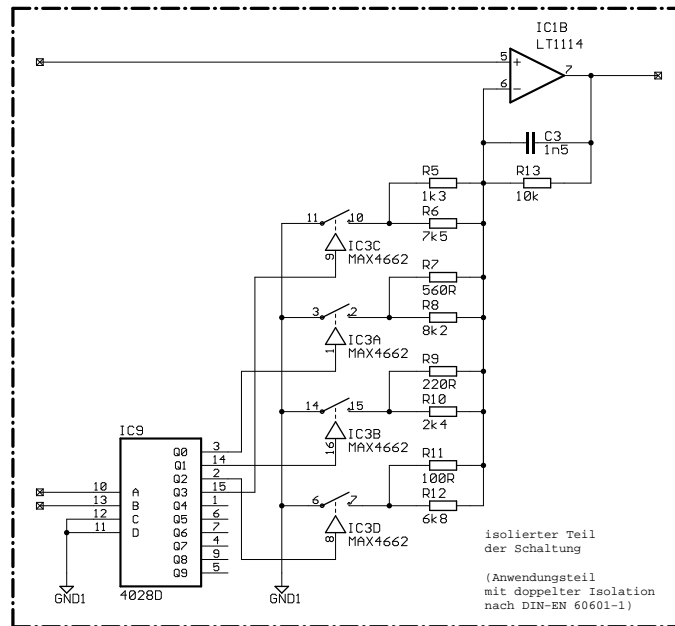 IC1B
LT1114
5
+
7
6
−
C3
1n5
R5
R13
1k3
10k
11
10
R6
7k5
9
IC3C
MAX4662
R7
560R
3
2
R8
8k2
1
IC3A
MAX4662
R9
220R
14
15
R10
2k4
16
IC3B
MAX4662
R11
100R
6
7
R12
6k8
8
IC3D
MAX4662
IC9
Q0 3
Q1 14
Q2 2
10 A Q3 15
13 B Q4 1
12 C Q5 6
11 D Q6 7
Q7 4
Q8 9
Q9 5
4028D
GND1
GND1
isolierter Teil
der Schaltung
(Anwendungsteil
mit doppelter Isolation
nach DIN-EN 60601-1)